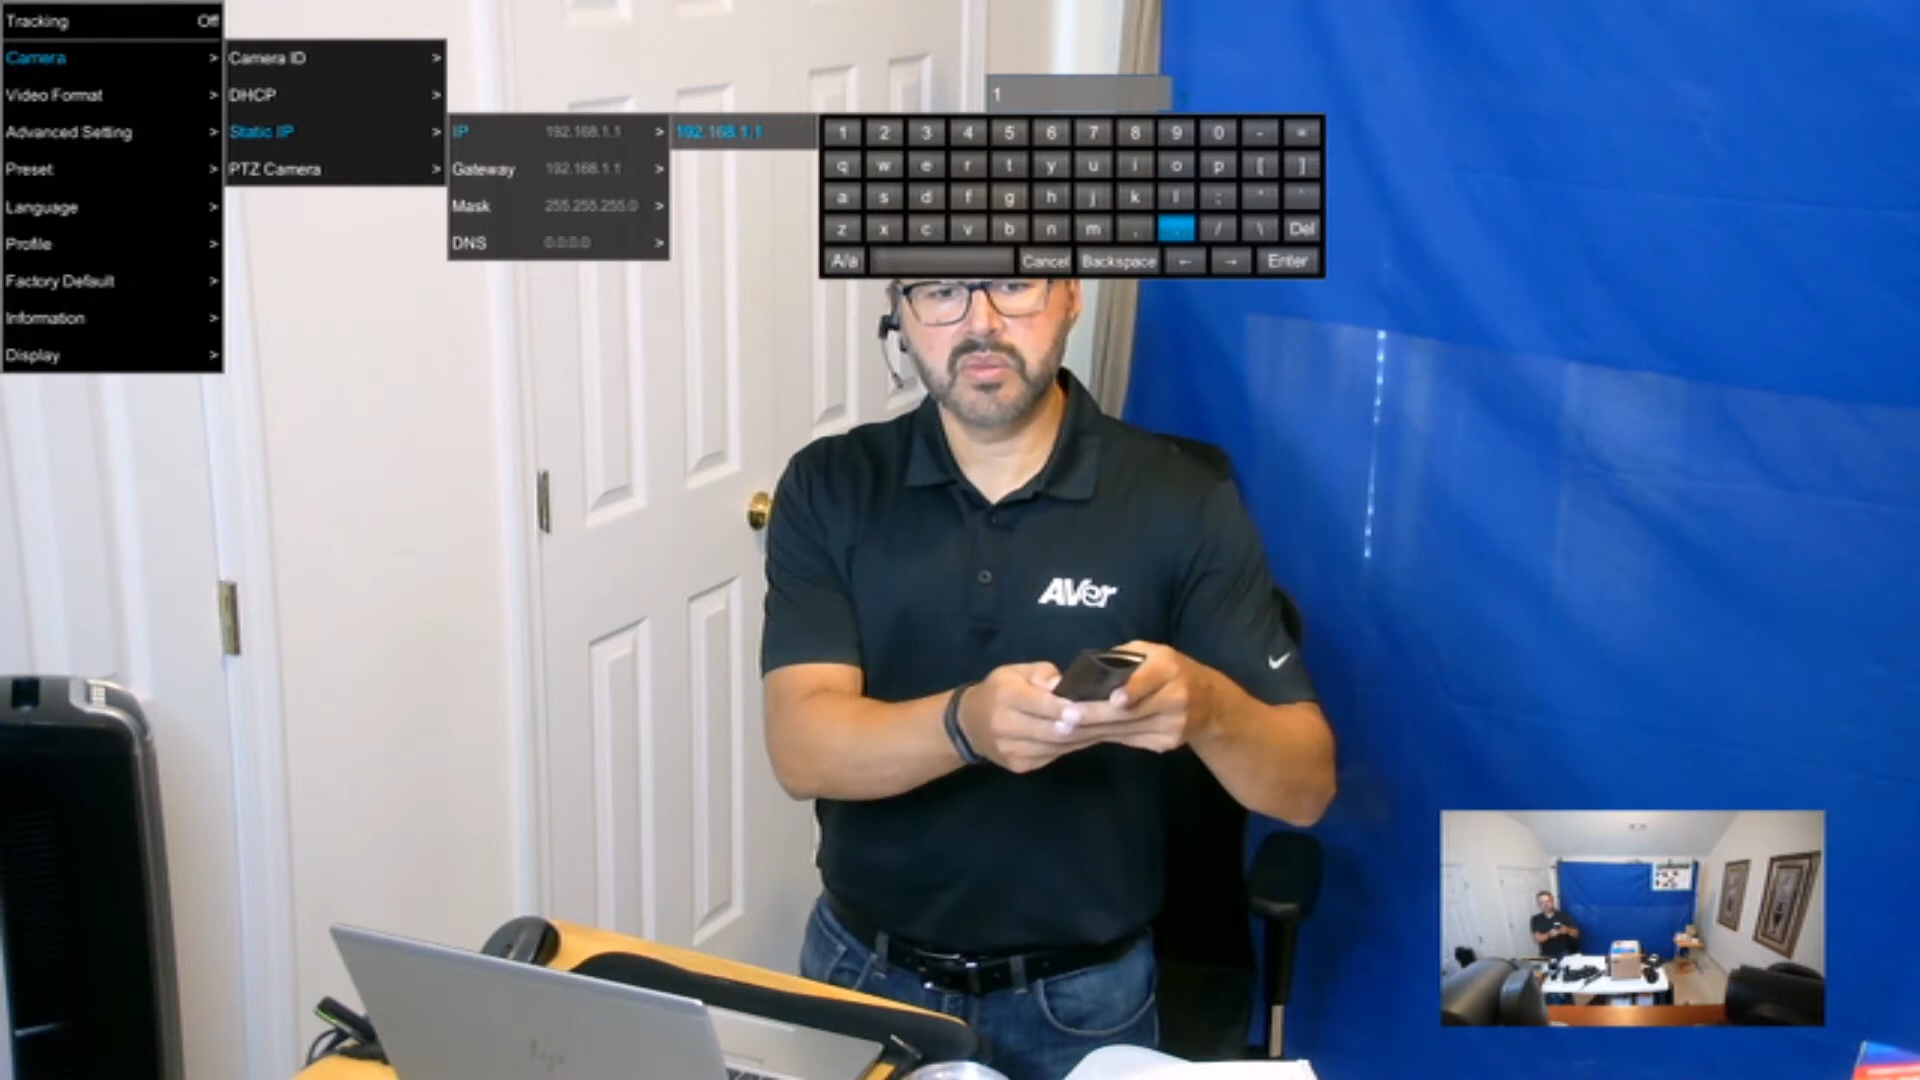 Tracking Off
Camera >
Video Format >
Advanced Setting >
Preset >
Language >
Profile >
Factory Default >
Information >
Display >
Camera ID >
DHCP >
Static IP >
PTZ Camera >
IP 192.168.1.1 >
Gateway 192.168.1.1 >
Mask 255.255.255.0 >
DNS 0.0.0.0 >
192.168.1.1
1
1 2 3 4 5 6 7 8 9 0 - =
q w e r t y u i o p [ ]
a s d f g h j k l ; " '
z x c v b n m , . / \ Del
A/a Cancel Backspace ← → Enter
AVer